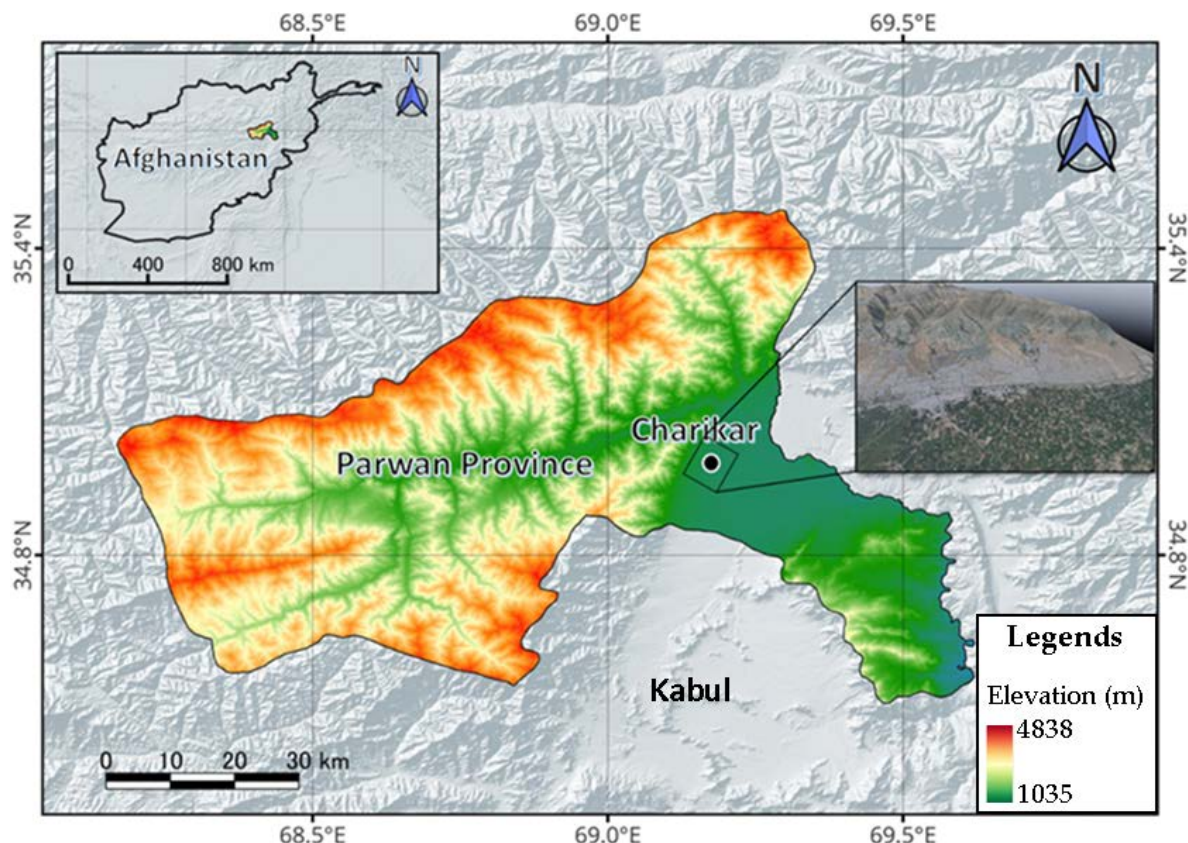 68.5°E 69.0°E 69.5°E
N
Afghanistan
0 400 800 km
N
35.4°N 35.4°N
Charikar
Parwan Province
34.8°N 34.8°N
Kabul
Legends
Elevation (m)
4838
1035
0 10 20 30 km
68.5°E 69.0°E 69.5°E